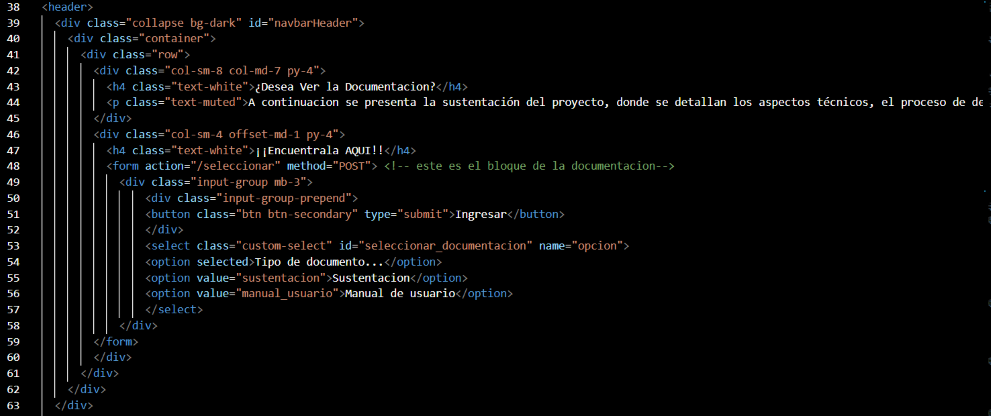 38 <header>
39 <div class="collapse bg-dark" id="navbarHeader">
40 <div class="container">
41 <div class="row">
42 <div class="col-sm-8 col-md-7 py-4">
43 <h4 class="text-white">¿Desea Ver la Documentacion?</h4>
44 <p class="text-muted">A continuacion se presenta la sustentación del proyecto, donde se detallan los aspectos técnicos, el proceso de de
45 </div>
46 <div class="col-sm-4 offset-md-1 py-4">
47 <h4 class="text-white">¡¡Encuentrala AQUI!!</h4>
48 <form action="/seleccionar" method="POST"> <!-- este es el bloque de la documentacion-->
49 <div class="input-group mb-3">
50 <div class="input-group-prepend">
51 <button class="btn btn-secondary" type="submit">Ingresar</button>
52 </div>
53 <select class="custom-select" id="seleccionar_documentacion" name="opcion">
54 <option selected>Tipo de documento...</option>
55 <option value="sustentacion">Sustentacion</option>
56 <option value="manual_usuario">Manual de usuario</option>
57 </select>
58 </div>
59 </form>
60 </div>
61 </div>
62 </div>
63 </div>